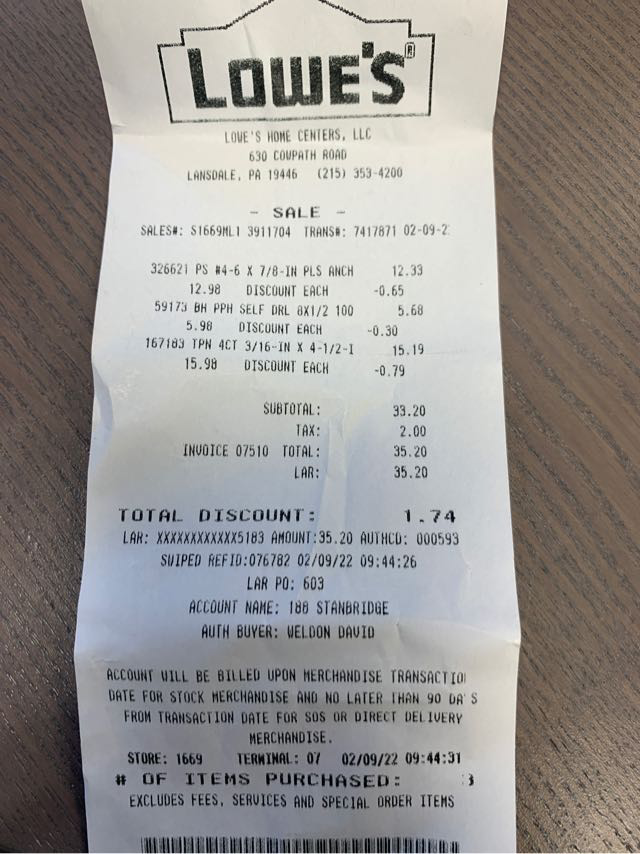 LOWE'S®
LOWE'S HOME CENTERS, LLC
630 COWPATH ROAD
LANSDALE, PA 19446 (215) 353-4200
- SALE -
SALES#: S1669ML1 3911704 TRANS#: 7417871 02-09-2
326621 PS #4-6 X 7/8-IN PLS ANCH 12.33
12.98 DISCOUNT EACH -0.65
59173 BH PPH SELF DRL 8X1/2 100 5.68
5.98 DISCOUNT EACH -0.30
167183 TPN 4CT 3/16-IN X 4-1/2-I 15.19
15.98 DISCOUNT EACH -0.79
SUBTOTAL: 33.20
TAX: 2.00
INVOICE 07510 TOTAL: 35.20
LAR: 35.20
TOTAL DISCOUNT: 1.74
LAR: XXXXXXXXXXXX5183 AMOUNT:35.20 AUTHCD: 000593
SWIPED REFID:076782 02/09/22 09:44:26
LAR PO: 603
ACCOUNT NAME: 188 STANBRIDGE
AUTH BUYER: WELDON DAVID
ACCOUNT WILL BE BILLED UPON MERCHANDISE TRANSACTIO
DATE FOR STOCK MERCHANDISE AND NO LATER THAN 90 DA S
FROM TRANSACTION DATE FOR SOS OR DIRECT DELIVERY
MERCHANDISE.
STORE: 1669 TERMINAL: 07 02/09/22 09:44:31
# OF ITEMS PURCHASED: 3
EXCLUDES FEES, SERVICES AND SPECIAL ORDER ITEMS